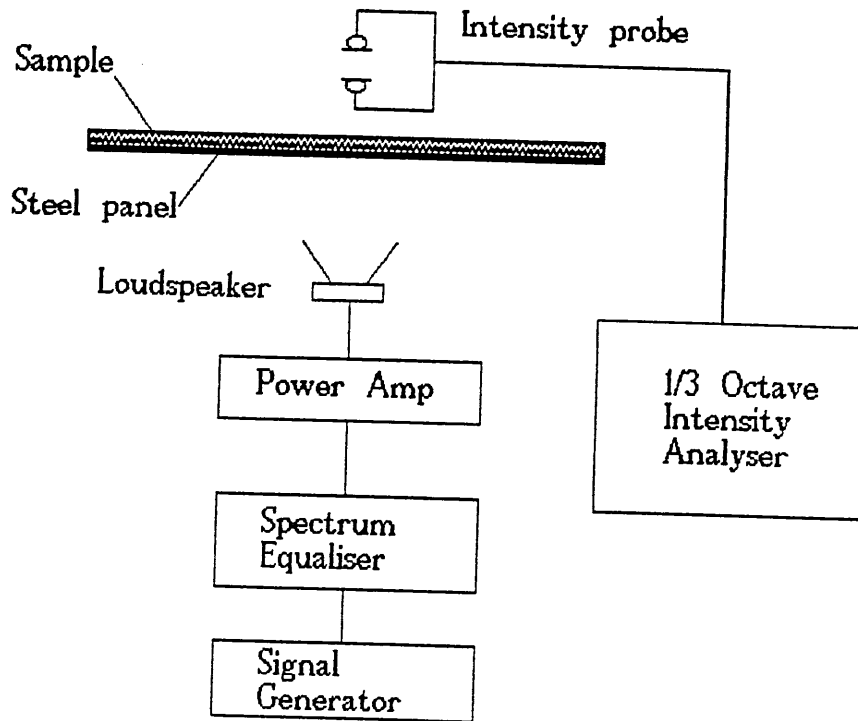 Intensity probe
Sample
Steel panel
Loudspeaker
Power Amp
1/3 Octave
Intensity
Analyser
Spectrum
Equaliser
Signal
Generator